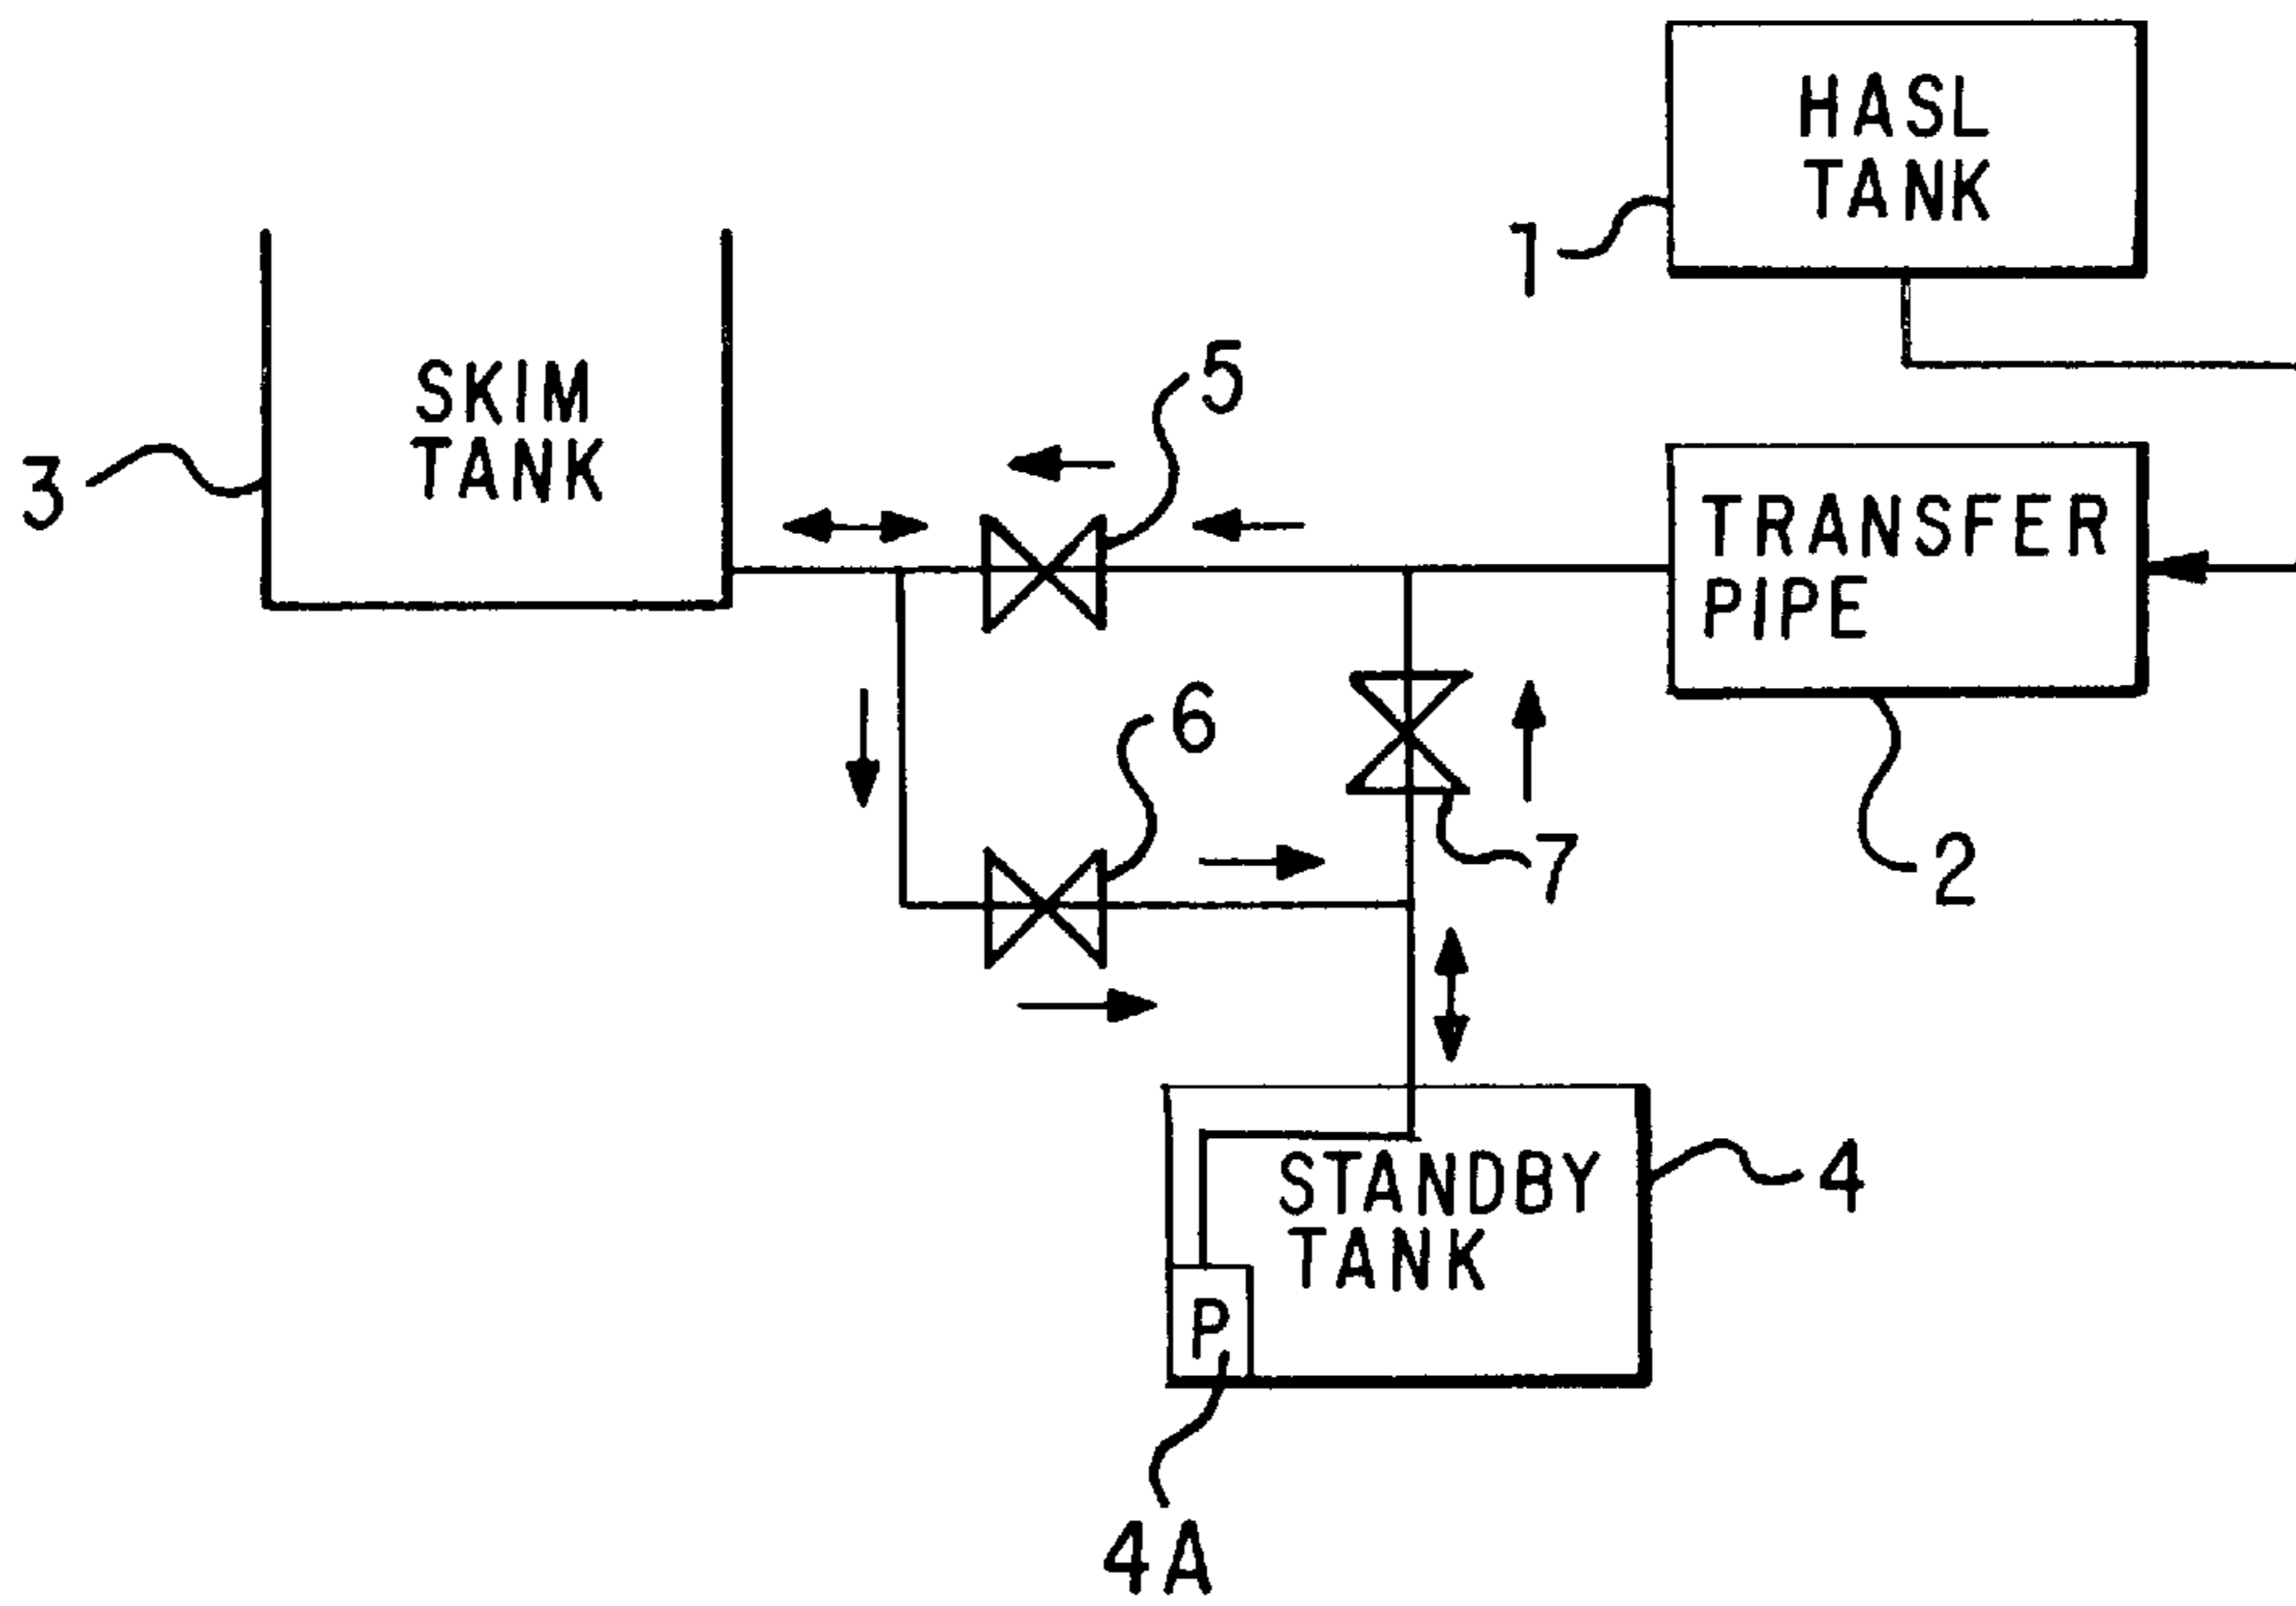 HASL
TANK
1
5
SKIM
TANK
3
TRANSFER
PIPE
6
7
2
STANDBY
TANK
4
P
4A